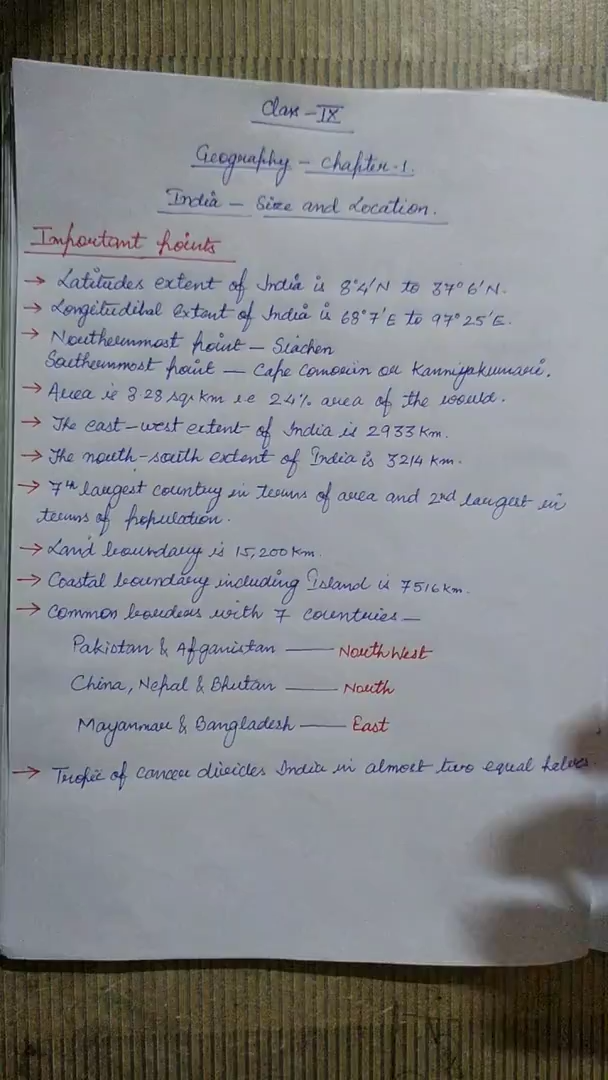 Class - IX
Geography - Chapter-1.
India - Size and Location.
Important points
→ Latitudes extent of India is 8°4'N to 37°6'N.
→ Longitudibal extent of India is 68°7'E to 97°25'E.
→ Northernmost point - Siachen
Southernmost point - Cape Comorin or Kanniyakumari.
→ Area is 3.28 sq. km i.e 2.4% area of the would.
→ The east-west extent of India is 2933 km.
→ The north-south extent of India is 3214 km.
→ 7th largest country in terms of area and 2nd largest in
terms of population.
→ Land boundary is 15,200 km.
→ Coastal boundary including Island is 7516 km.
→ Common borders with 7 countries -
Pakistan & Afganistan — North West
China, Nepal & Bhutan — North
Mayanmar & Bangladesh — East
→ Tropic of cancer divides India in almost two equal helves